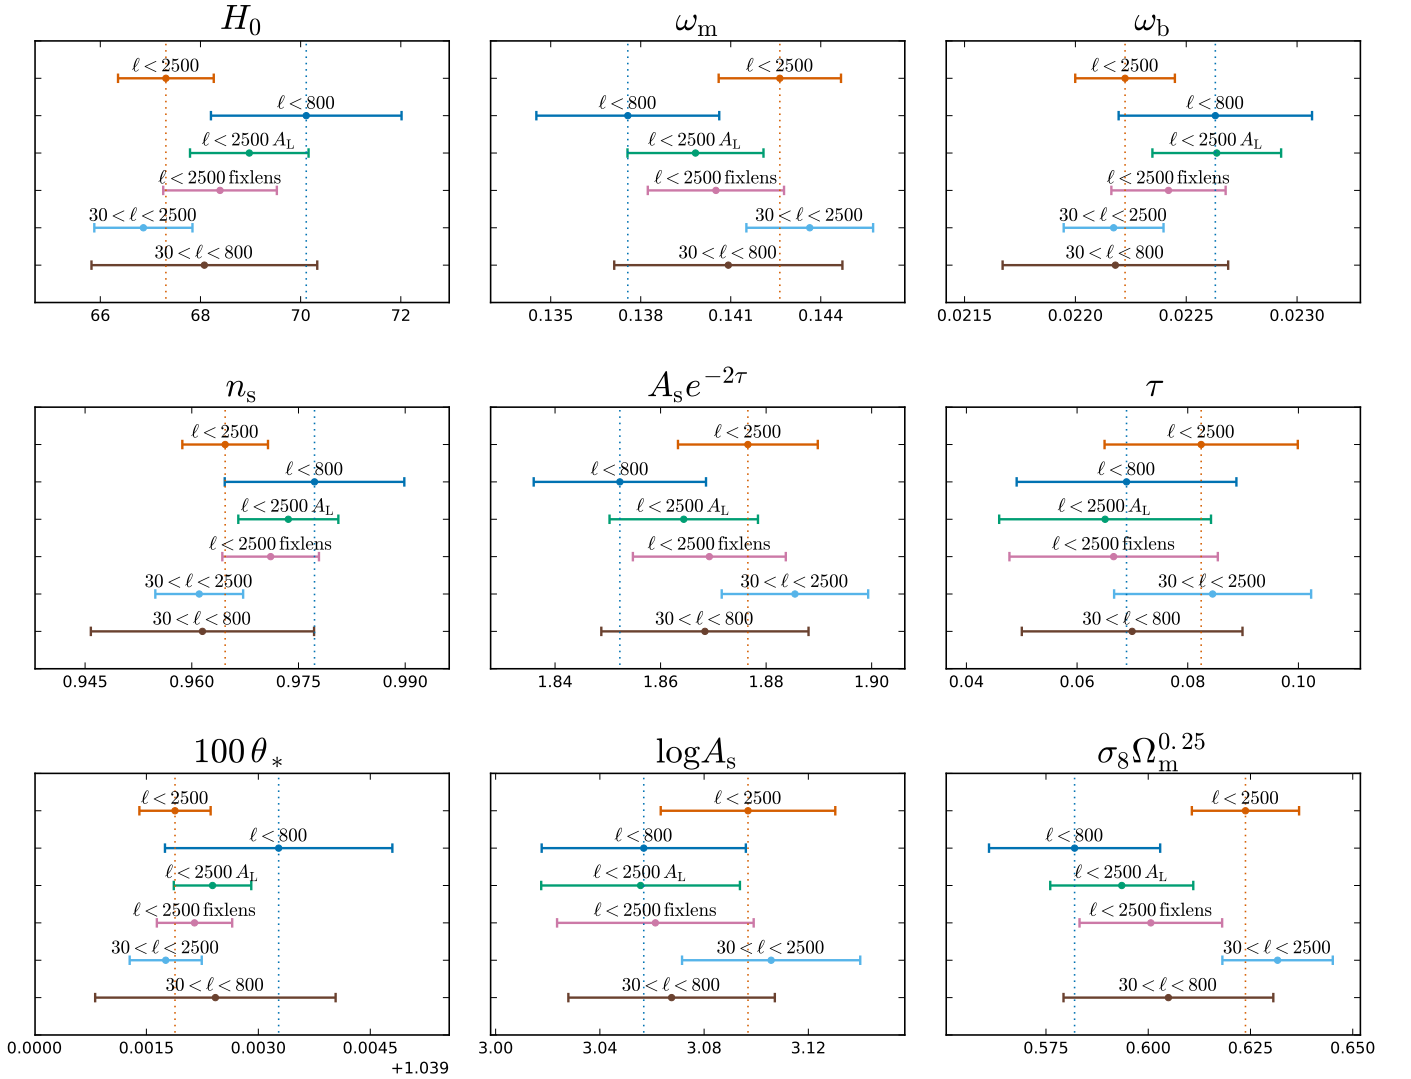 H₀
ℓ < 2500
ℓ < 800
ℓ < 2500 A_L
ℓ < 2500 fixlens
30 < ℓ < 2500
30 < ℓ < 800
66 68 70 72
ω_m
ℓ < 2500
ℓ < 800
ℓ < 2500 A_L
ℓ < 2500 fixlens
30 < ℓ < 2500
30 < ℓ < 800
0.135 0.138 0.141 0.144
ω_b
ℓ < 2500
ℓ < 800
ℓ < 2500 A_L
ℓ < 2500 fixlens
30 < ℓ < 2500
30 < ℓ < 800
0.0215 0.0220 0.0225 0.0230
n_s
ℓ < 2500
ℓ < 800
ℓ < 2500 A_L
ℓ < 2500 fixlens
30 < ℓ < 2500
30 < ℓ < 800
0.945 0.960 0.975 0.990
A_s e^{−2τ}
ℓ < 2500
ℓ < 800
ℓ < 2500 A_L
ℓ < 2500 fixlens
30 < ℓ < 2500
30 < ℓ < 800
1.84 1.86 1.88 1.90
τ
ℓ < 2500
ℓ < 800
ℓ < 2500 A_L
ℓ < 2500 fixlens
30 < ℓ < 2500
30 < ℓ < 800
0.04 0.06 0.08 0.10
100 θ_*
ℓ < 2500
ℓ < 800
ℓ < 2500 A_L
ℓ < 2500 fixlens
30 < ℓ < 2500
30 < ℓ < 800
0.0000 0.0015 0.0030 0.0045
+1.039
log A_s
ℓ < 2500
ℓ < 800
ℓ < 2500 A_L
ℓ < 2500 fixlens
30 < ℓ < 2500
30 < ℓ < 800
3.00 3.04 3.08 3.12
σ₈Ω_m^{0.25}
ℓ < 2500
ℓ < 800
ℓ < 2500 A_L
ℓ < 2500 fixlens
30 < ℓ < 2500
30 < ℓ < 800
0.575 0.600 0.625 0.650